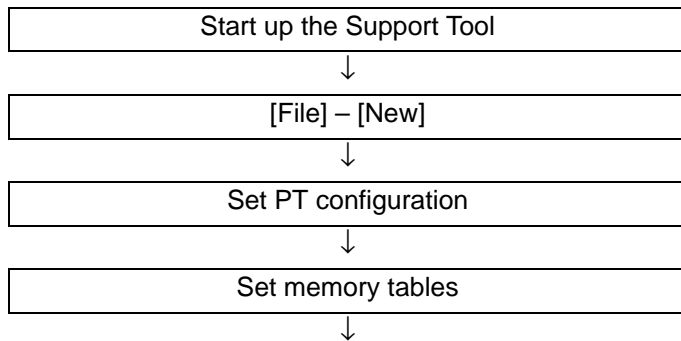 Start up the Support Tool
↓
[File] – [New]
↓
Set PT configuration
↓
Set memory tables
↓